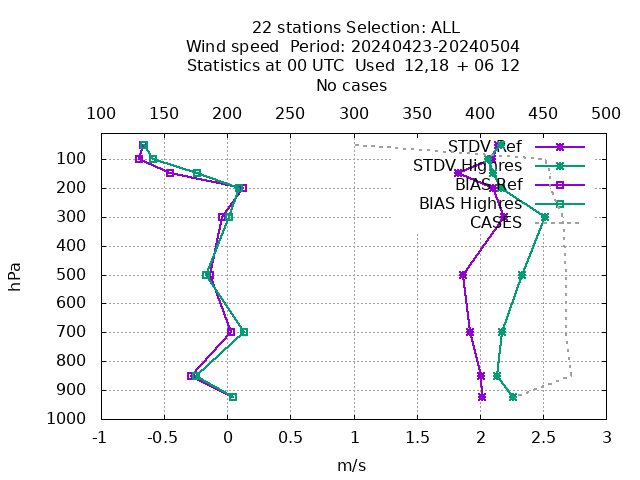 22 stations Selection: ALL
Wind speed  Period: 20240423-20240504
Statistics at 00 UTC  Used  12,18 + 06 12
No cases
100 150 200 250 300 350 400 450 500
STDV Ref
STDV Highres
BIAS Ref
BIAS Highres
CASES
100
200
300
400
500
600
700
800
900
1000
hPa
-1 -0.5 0 0.5 1 1.5 2 2.5 3
m/s